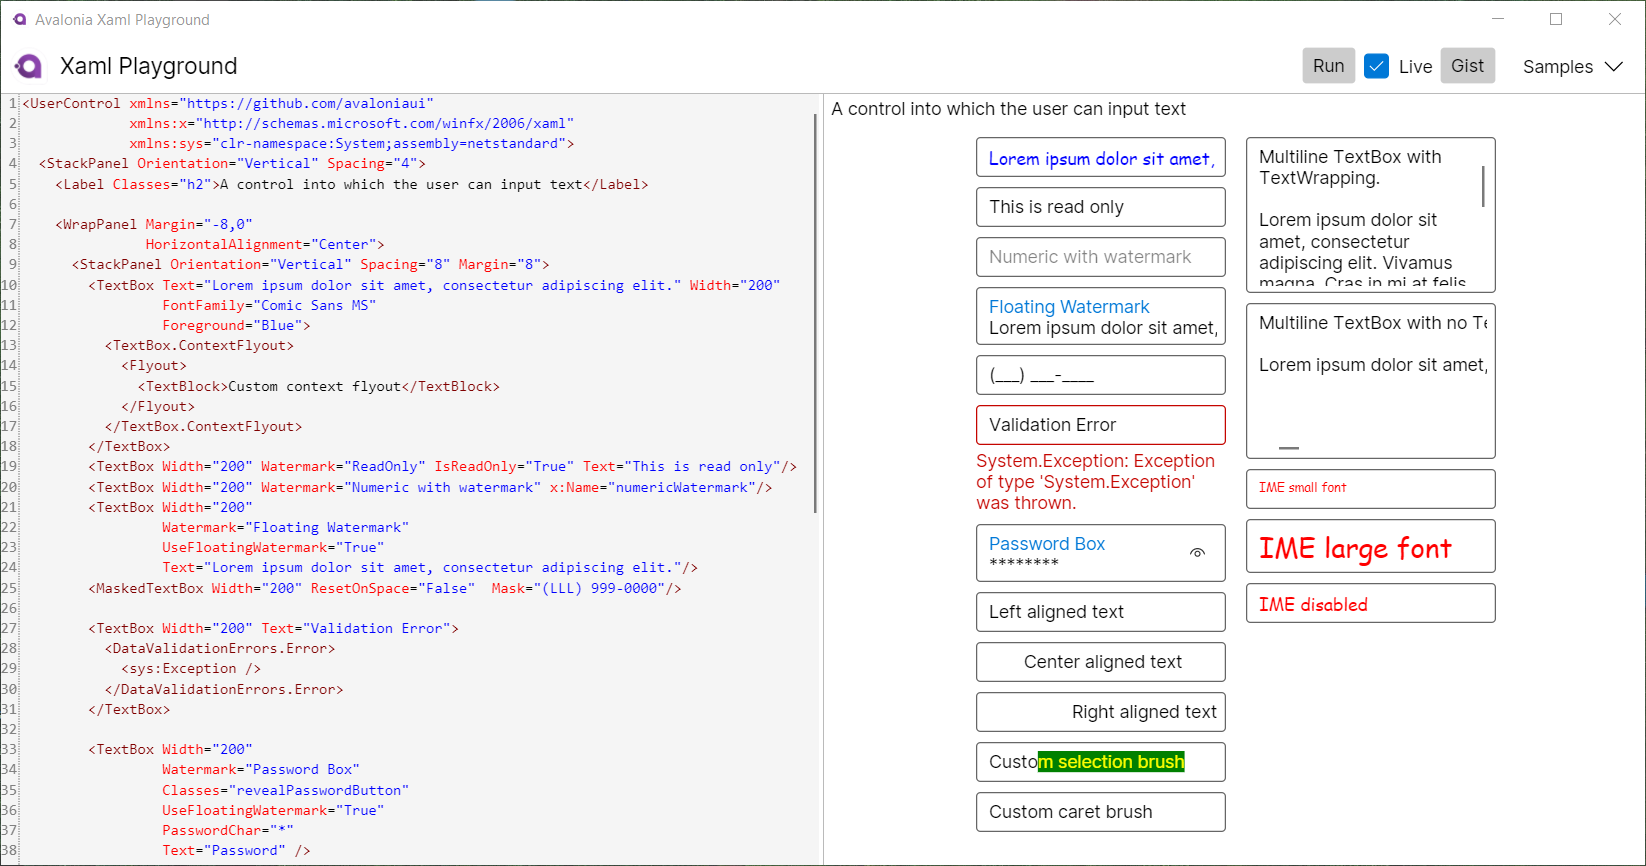 Avalonia Xaml Playground
Xaml Playground
Run
Live
Gist
Samples
1 <UserControl xmlns="https://github.com/avaloniaui"
2 xmlns:x="http://schemas.microsoft.com/winfx/2006/xaml"
3 xmlns:sys="clr-namespace:System;assembly=netstandard">
4 <StackPanel Orientation="Vertical" Spacing="4">
5 <Label Classes="h2">A control into which the user can input text</Label>
6
7 <WrapPanel Margin="-8,0"
8 HorizontalAlignment="Center">
9 <StackPanel Orientation="Vertical" Spacing="8" Margin="8">
10 <TextBox Text="Lorem ipsum dolor sit amet, consectetur adipiscing elit." Width="200"
11 FontFamily="Comic Sans MS"
12 Foreground="Blue">
13 <TextBox.ContextFlyout>
14 <Flyout>
15 <TextBlock>Custom context flyout</TextBlock>
16 </Flyout>
17 </TextBox.ContextFlyout>
18 </TextBox>
19 <TextBox Width="200" Watermark="ReadOnly" IsReadOnly="True" Text="This is read only"/>
20 <TextBox Width="200" Watermark="Numeric with watermark" x:Name="numericWatermark"/>
21 <TextBox Width="200"
22 Watermark="Floating Watermark"
23 UseFloatingWatermark="True"
24 Text="Lorem ipsum dolor sit amet, consectetur adipiscing elit."/>
25 <MaskedTextBox Width="200" ResetOnSpace="False"  Mask="(LLL) 999-0000"/>
26
27 <TextBox Width="200" Text="Validation Error">
28 <DataValidationErrors.Error>
29 <sys:Exception />
30 </DataValidationErrors.Error>
31 </TextBox>
32
33 <TextBox Width="200"
34 Watermark="Password Box"
35 Classes="revealPasswordButton"
36 UseFloatingWatermark="True"
37 PasswordChar="*"
38 Text="Password" />
A control into which the user can input text
Lorem ipsum dolor sit amet,
This is read only
Numeric with watermark
Floating Watermark
Lorem ipsum dolor sit amet,
(___) ___-____
Validation Error
System.Exception: Exception
of type 'System.Exception'
was thrown.
Password Box
********
Left aligned text
Center aligned text
Right aligned text
Custom selection brush
Custom caret brush
Multiline TextBox with
TextWrapping.
Lorem ipsum dolor sit
amet, consectetur
adipiscing elit. Vivamus
magna. Cras in mi at felis
Multiline TextBox with no Te
Lorem ipsum dolor sit amet,
IME small font
IME large font
IME disabled